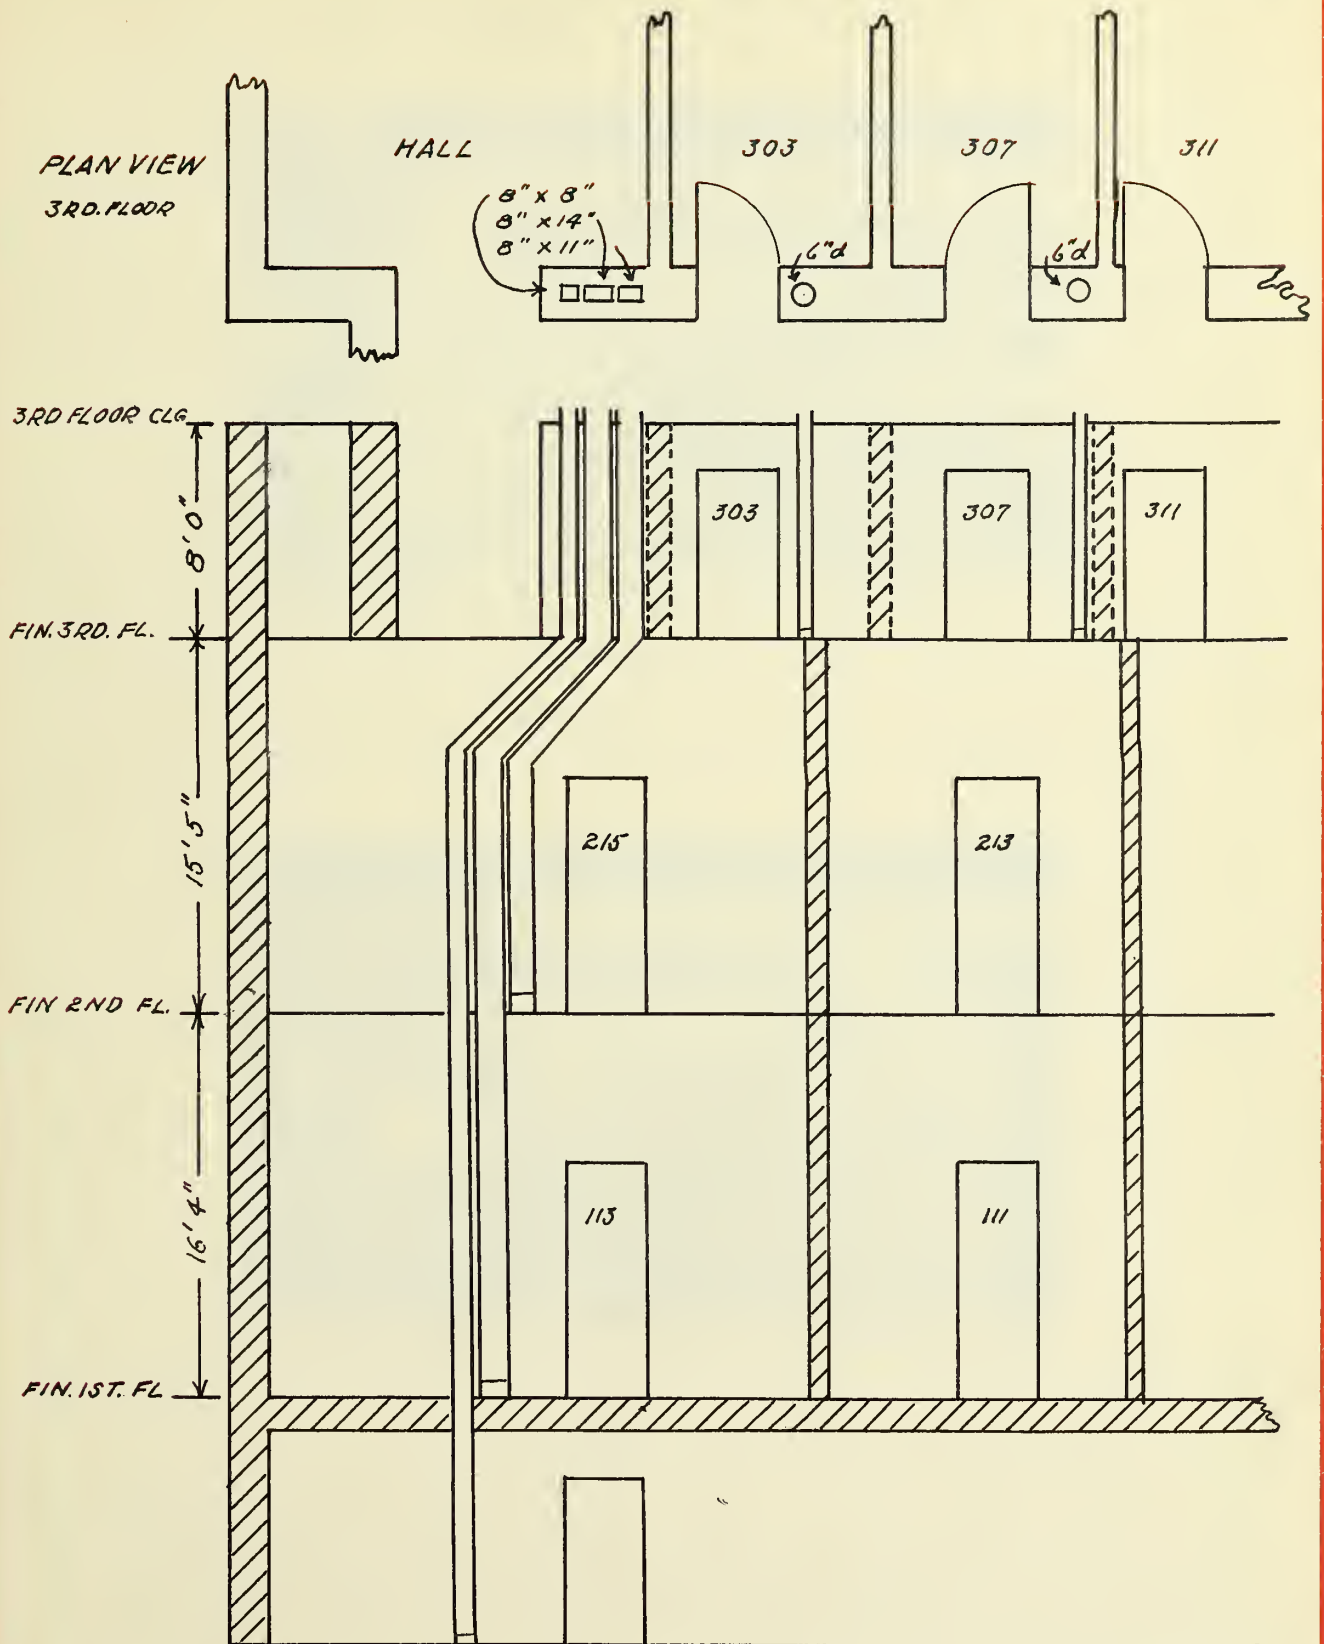 PLAN VIEW
3RD. FLOOR
HALL
303
307
311
8" x 8"
8" x 14"
8" x 11"
6"d
6"d
3RD FLOOR CLG
8'0"
303
307
311
FIN. 3RD. FL.
15'5"
215
213
FIN 2ND FL.
16'4"
113
111
FIN. 1ST. FL